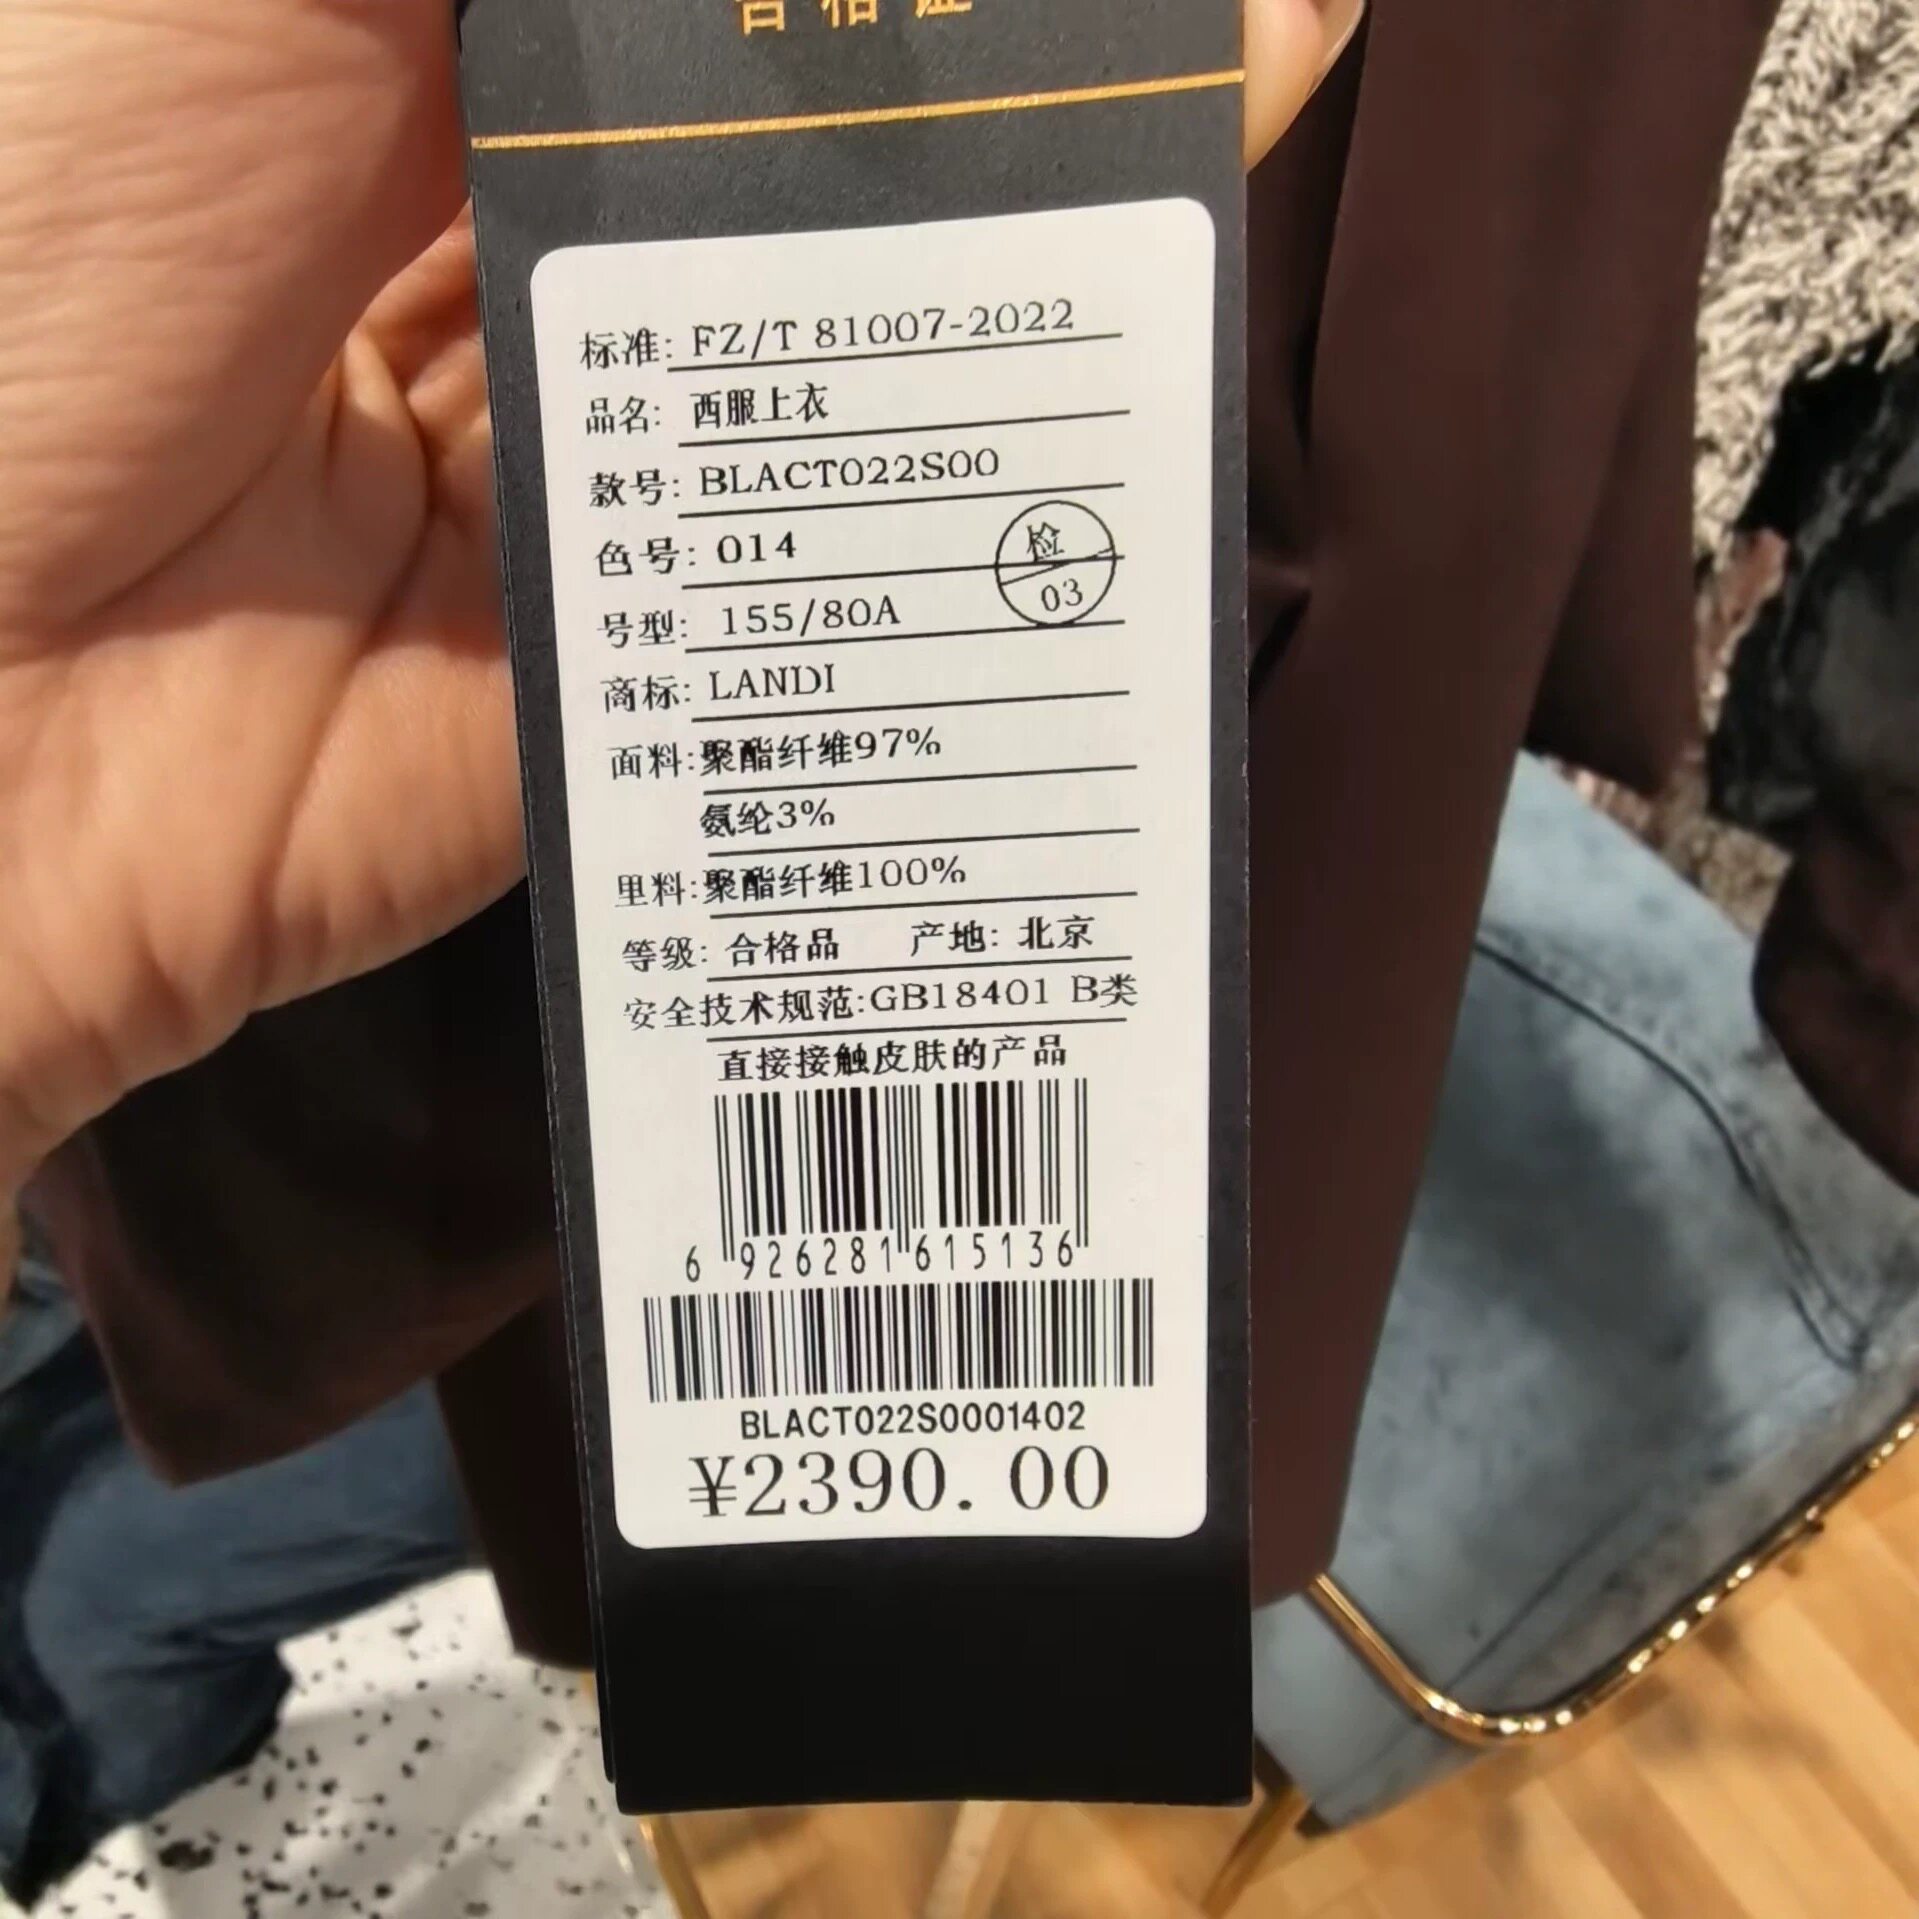 合格证
标准: FZ/T 81007-2022
品名: 西服上衣
款号: BLACT022S00
色号: 014
检
03
号型: 155/80A
商标: LANDI
面料:聚酯纤维97%
氨纶3%
里料:聚酯纤维100%
等级: 合格品 产地: 北京
安全技术规范:GB18401 B类
直接接触皮肤的产品
6 926281 615136
BLACT022S0001402
¥2390.00